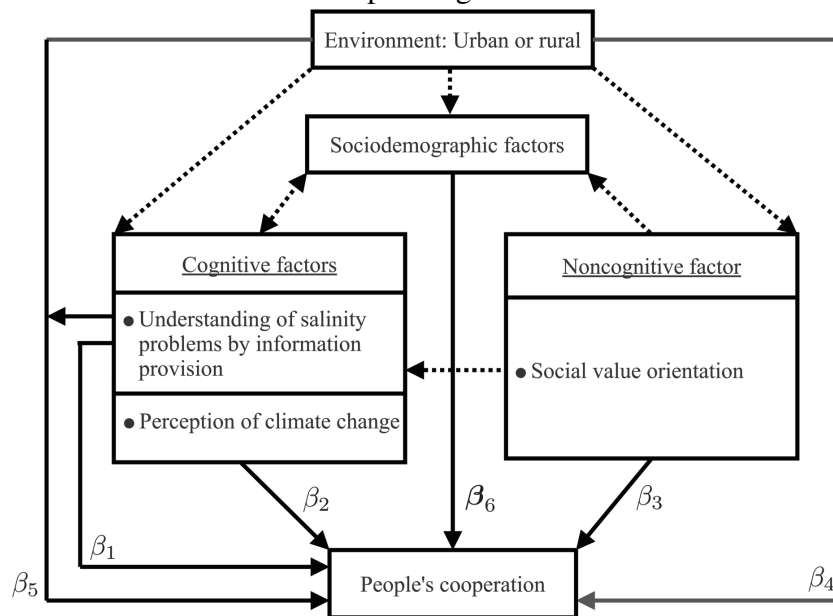 Environment: Urban or rural
Sociodemographic factors
Cognitive factors
Noncognitive factor
● Understanding of salinity
problems by information
provision
● Social value orientation
● Perception of climate change
β2
β6
β3
β1
β5
β4
People's cooperation